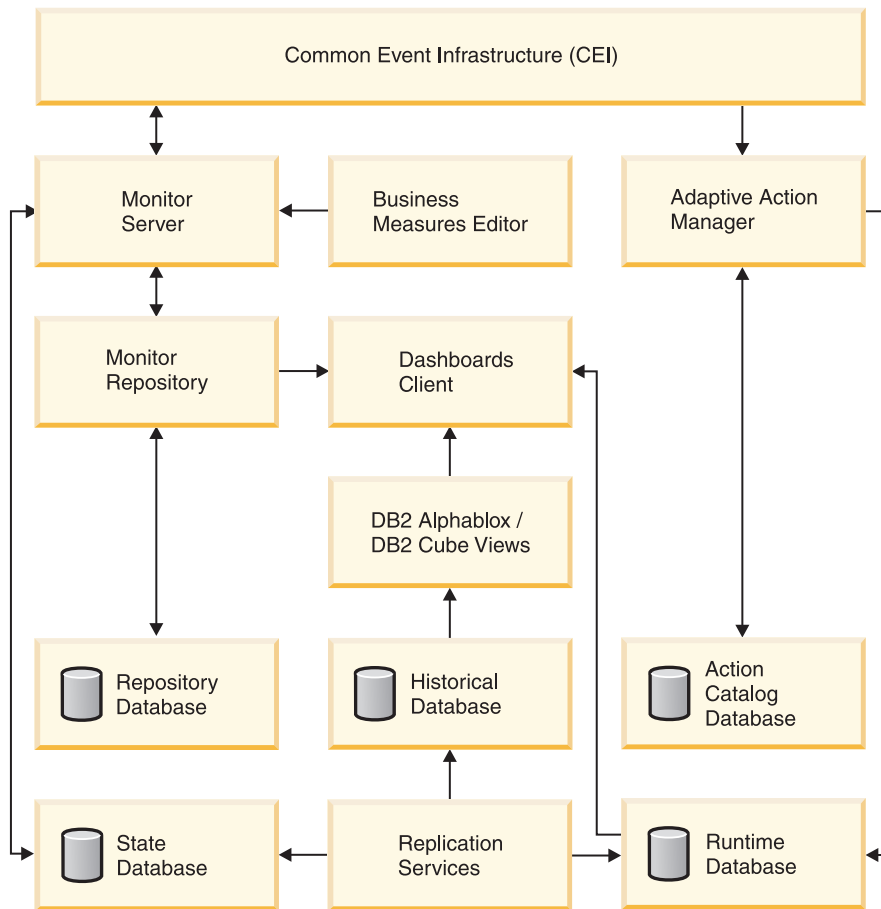 Common Event Infrastructure (CEI)
Monitor
Server
Business
Measures Editor
Adaptive Action
Manager
Monitor
Repository
Dashboards
Client
DB2 Alphablox /
DB2 Cube Views
Repository
Database
Historical
Database
Action
Catalog
Database
State
Database
Replication
Services
Runtime
Database